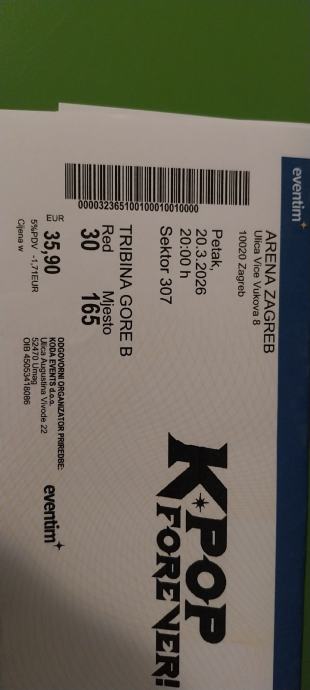 eventim
ARENA ZAGREB
Ulica Vice Vukova 8
10020 Zagreb
Petak,
20.3.2026
20:00 h
Sektor 307
TRIBINA GORE B
Red Mjesto
30 165
EUR
35,90
5%PDV -1,71EUR
Cijena w
0000323651001000100010000
K-POP
FOREVER!
ODGOVORNI ORGANIZATOR PRIREDBE:
KODA EVENTS d.o.o.
Ulica Augustina Vivode 22
52470 Umag
OIB 45053418086
eventim